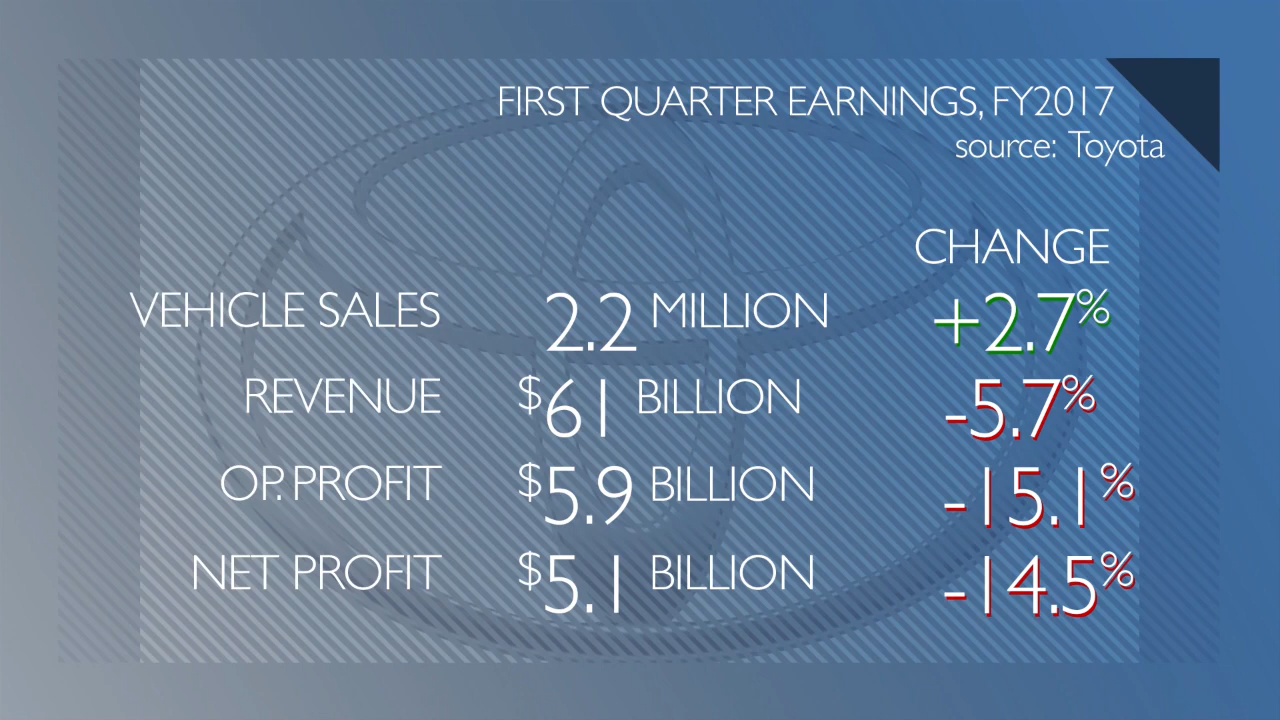 FIRST QUARTER EARNINGS, FY2017
source: Toyota
CHANGE
VEHICLE SALES 2.2 MILLION +2.7%
REVENUE $61 BILLION -5.7%
OP. PROFIT $5.9 BILLION -15.1%
NET PROFIT $5.1 BILLION -14.5%